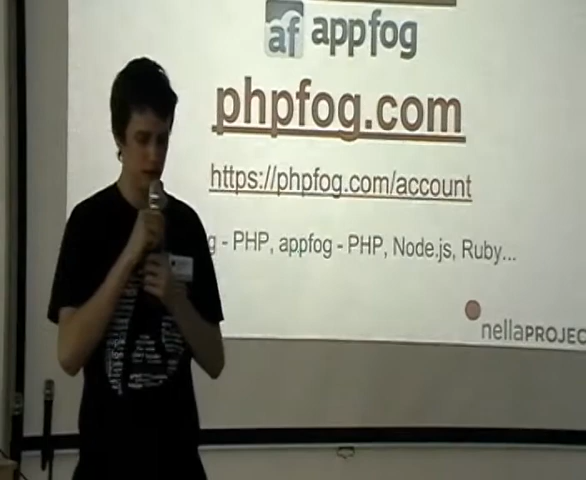 af appfog
phpfog.com
https://phpfog.com/account
g - PHP, appfog - PHP, Node.js, Ruby...
nellaPROJEC